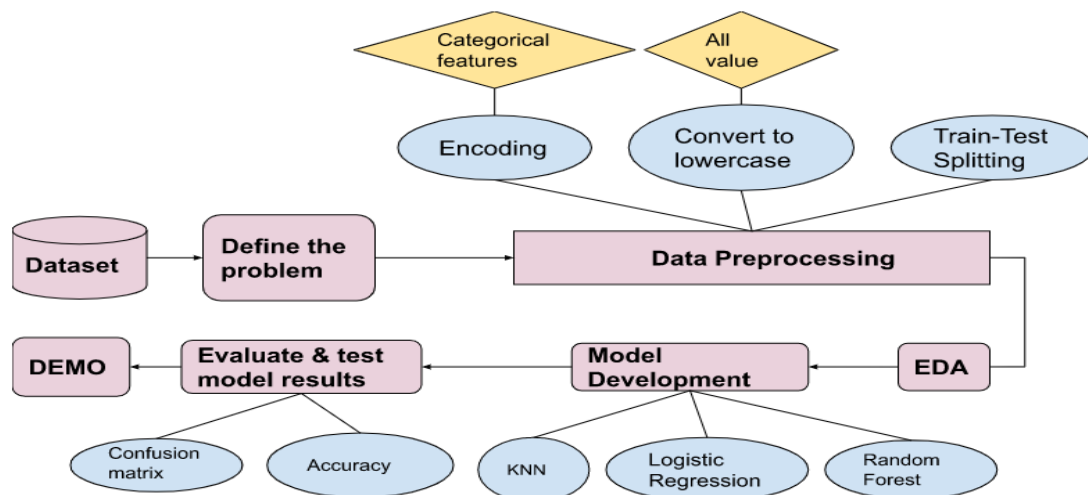 Categorical
features
All
value
Encoding
Convert to
lowercase
Train-Test
Splitting
Dataset
Define the
problem
Data Preprocessing
DEMO
Evaluate & test
model results
Model
Development
EDA
Confusion
matrix
Accuracy
KNN
Logistic
Regression
Random
Forest